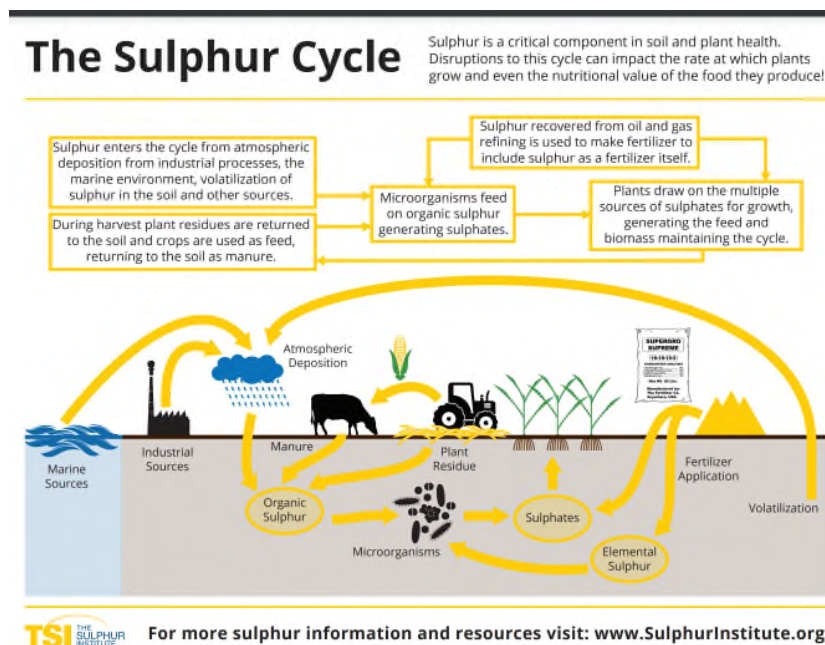 The Sulphur Cycle
Sulphur is a critical component in soil and plant health.
Disruptions to this cycle can impact the rate at which plants
grow and even the nutritional value of the food they produce!
Sulphur enters the cycle from atmospheric
deposition from industrial processes, the
marine environment, volatilization of
sulphur in the soil and other sources.
Sulphur recovered from oil and gas
refining is used to make fertilizer to
include sulphur as a fertilizer itself.
Microorganisms feed
on organic sulphur
generating sulphates.
Plants draw on the multiple
sources of sulphates for growth,
generating the feed and
biomass maintaining the cycle.
During harvest plant residues are returned
to the soil and crops are used as feed,
returning to the soil as manure.
Atmospheric
Deposition
SUPERGRO
SUPREME
Marine
Sources
Industrial
Sources
Manure
Plant
Residue
Fertilizer
Application
Volatilization
Organic
Sulphur
Microorganisms
Sulphates
Elemental
Sulphur
TSI THE
SULPHUR
INSTITUTE
For more sulphur information and resources visit: www.SulphurInstitute.org